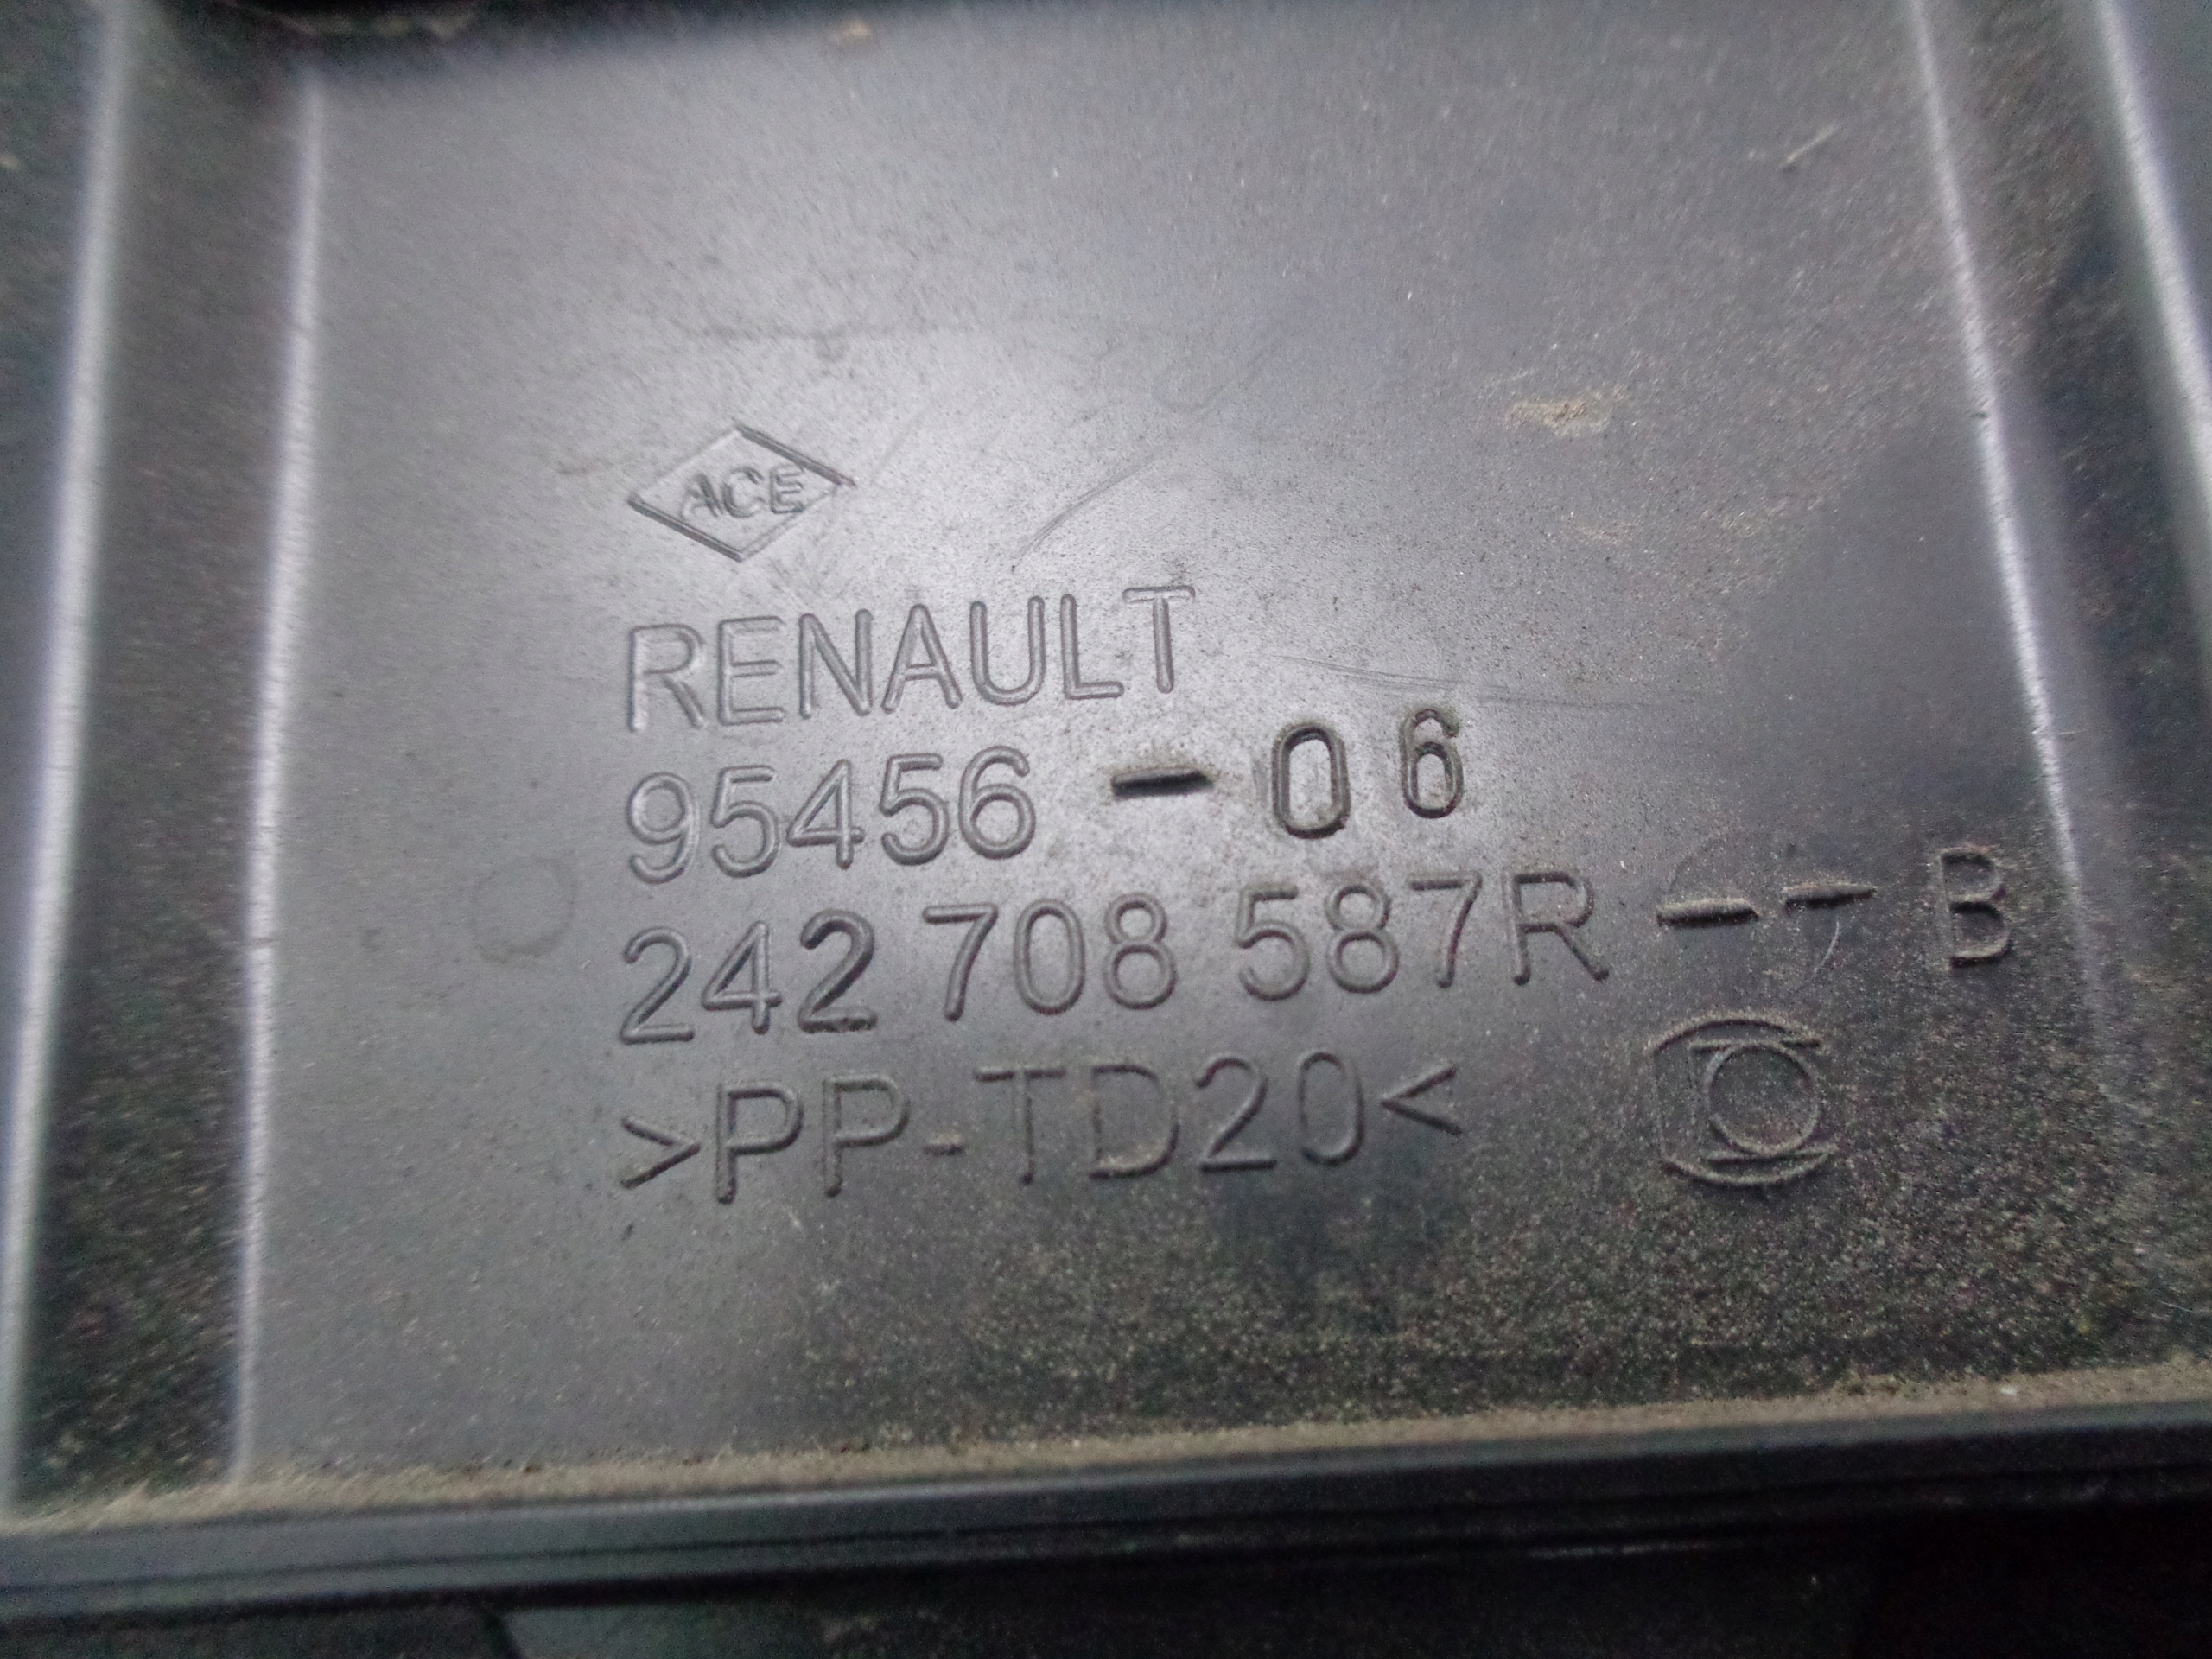 ACE
RENAULT
95456 - 06
242 708 587R -- B
>PP-TD20<